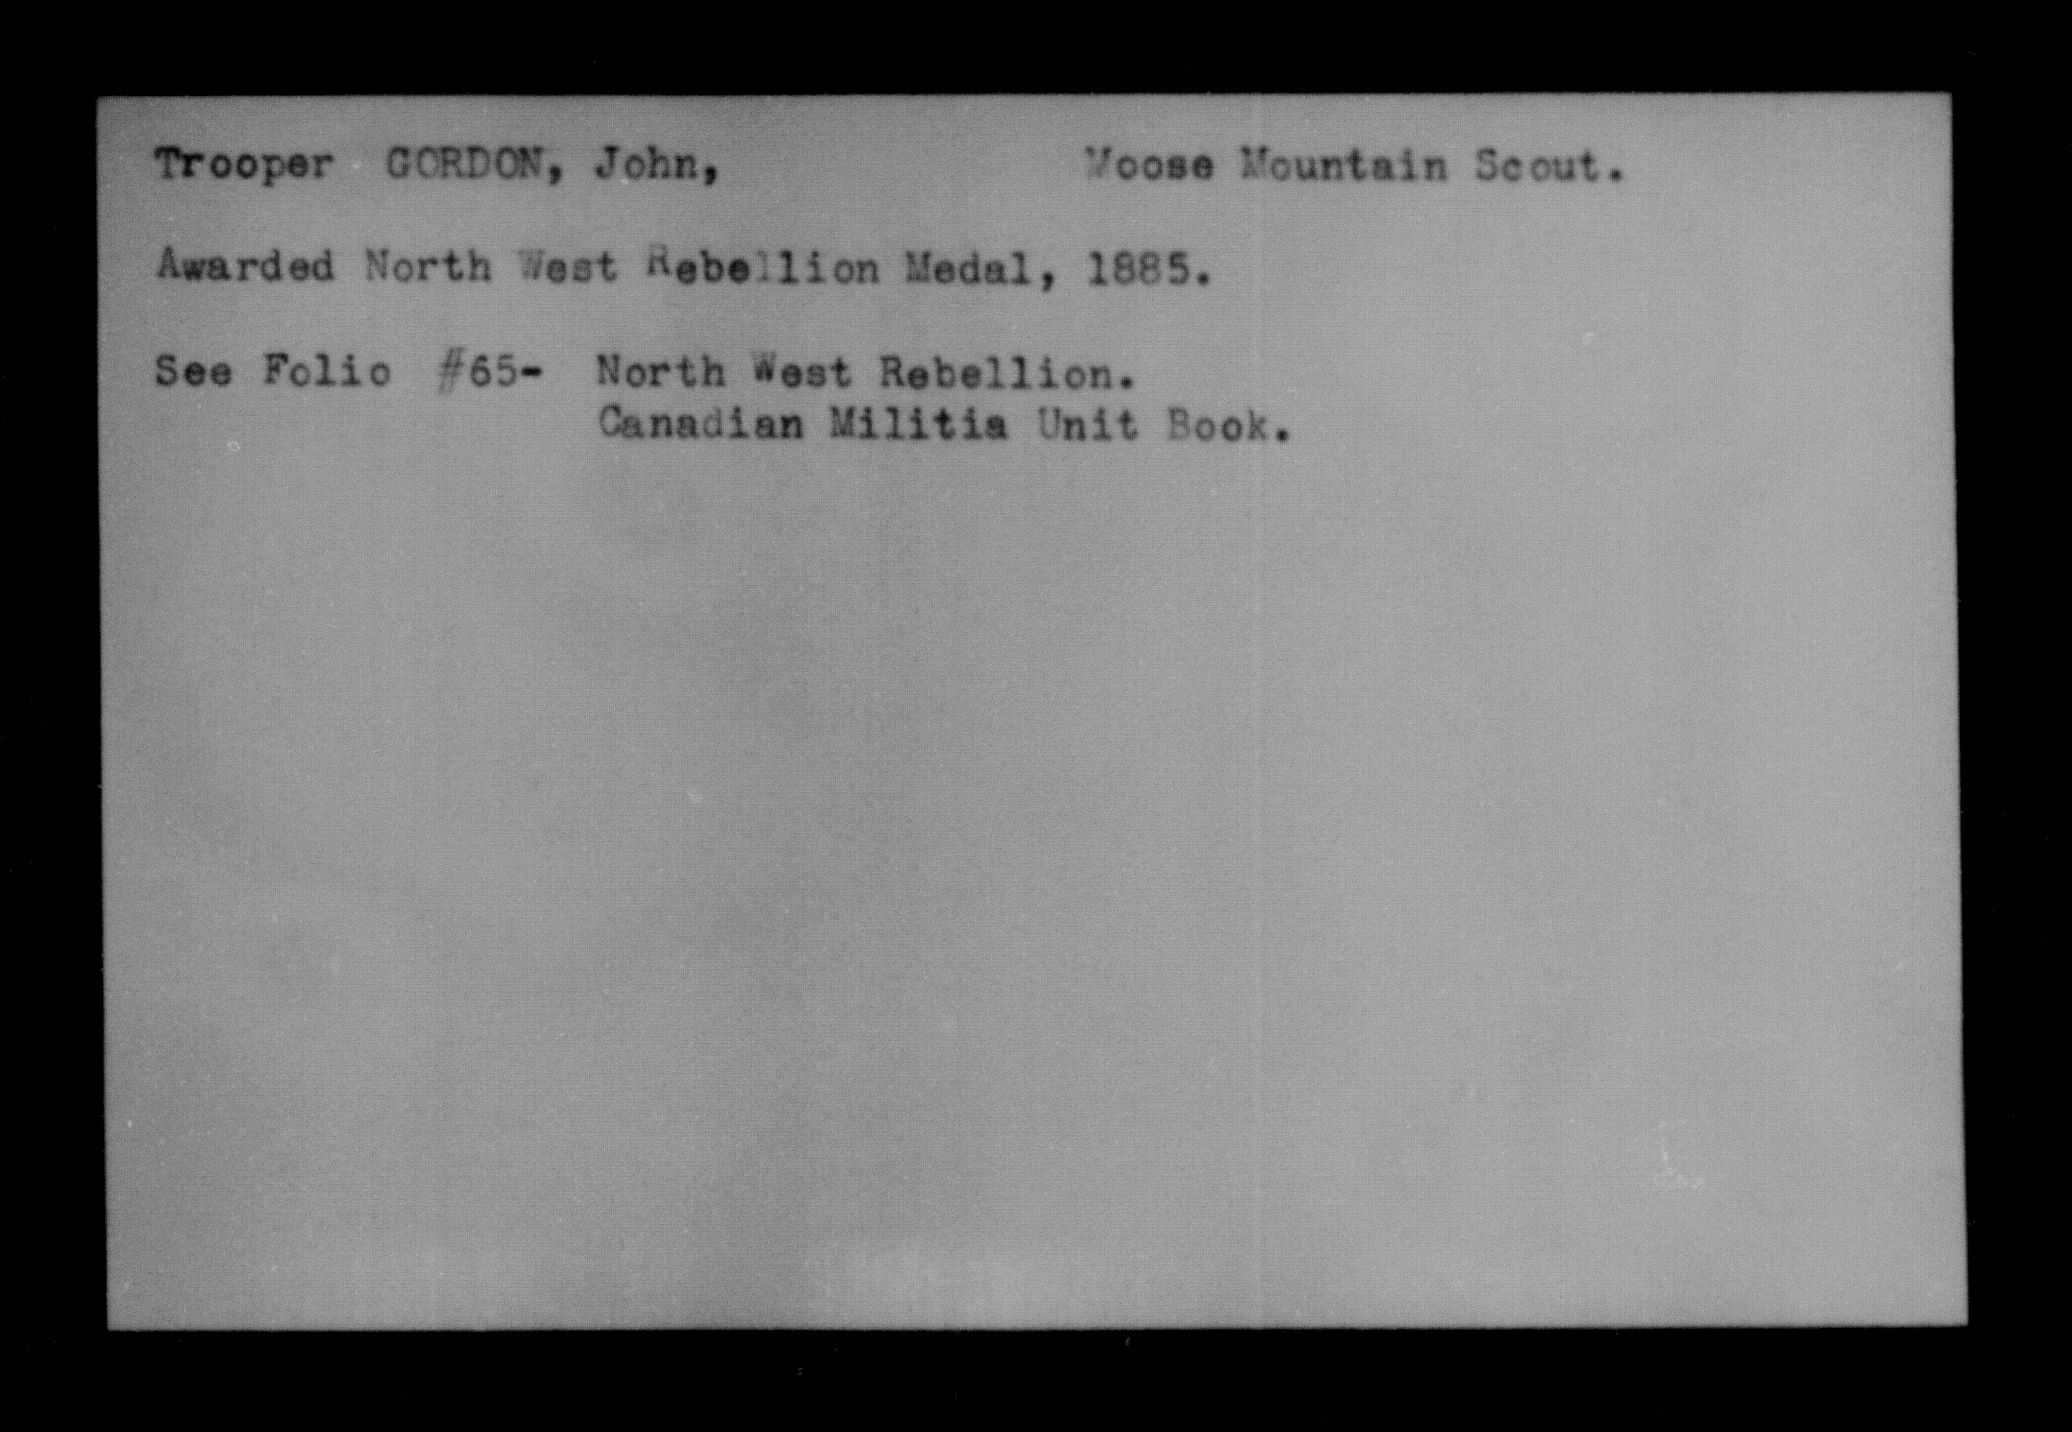 Trooper GORDON, John, Moose Mountain Scout.
Awarded North West Rebellion Medal, 1885.
See Folio #65- North West Rebellion.
Canadian Militia Unit Book.